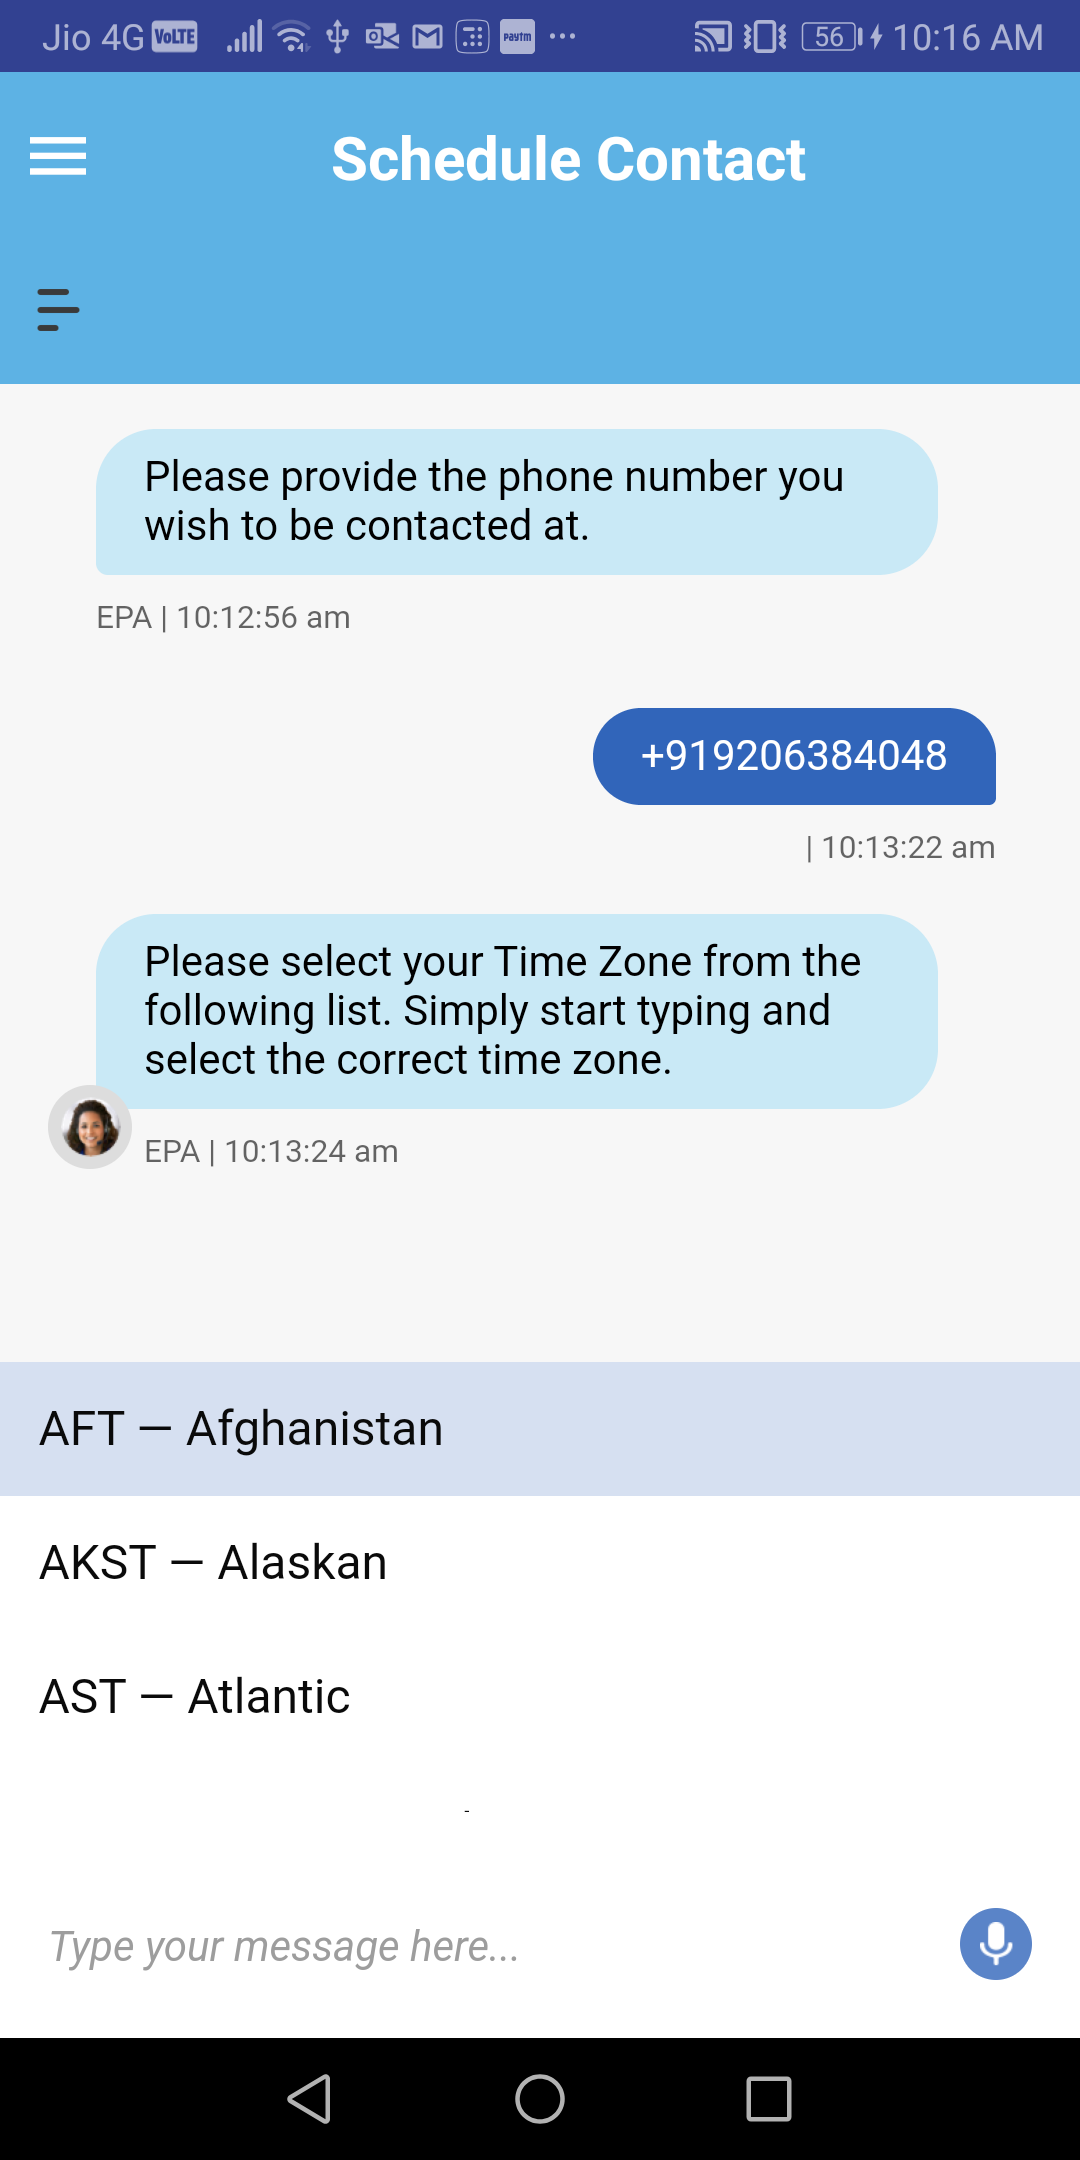 Jio 4G VoLTE paytm 56 10:16 AM
Schedule Contact
Please provide the phone number you
wish to be contacted at.
EPA | 10:12:56 am
+919206384048
| 10:13:22 am
Please select your Time Zone from the
following list. Simply start typing and
select the correct time zone.
EPA | 10:13:24 am
AFT — Afghanistan
AKST — Alaskan
AST — Atlantic
Type your message here...